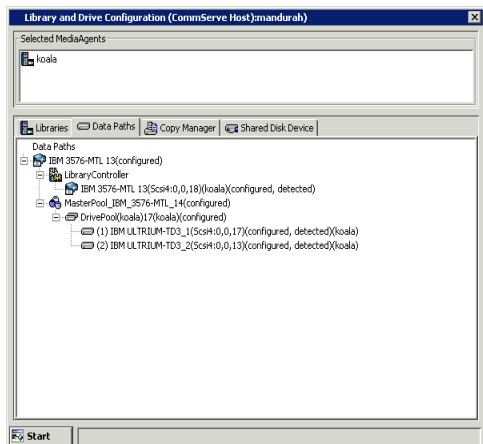 Library and Drive Configuration (CommServe Host):mandurah)
Selected MediaAgents
koala
Libraries Data Paths Copy Manager Shared Disk Device
Data Paths
IBM 3576-MTL 13(configured)
LibraryController
IBM 3576-MTL 13(Scsi4:0,0,18)(koala)(configured, detected)
MasterPool_IBM_3576-MTL_14(configured)
DrivePool(koala)17(koala)(configured)
(1) IBM ULTRIUM-TD3_1(Scsi4:0,0,17)(configured, detected)(koala)
(2) IBM ULTRIUM-TD3_2(Scsi4:0,0,13)(configured, detected)(koala)
Start